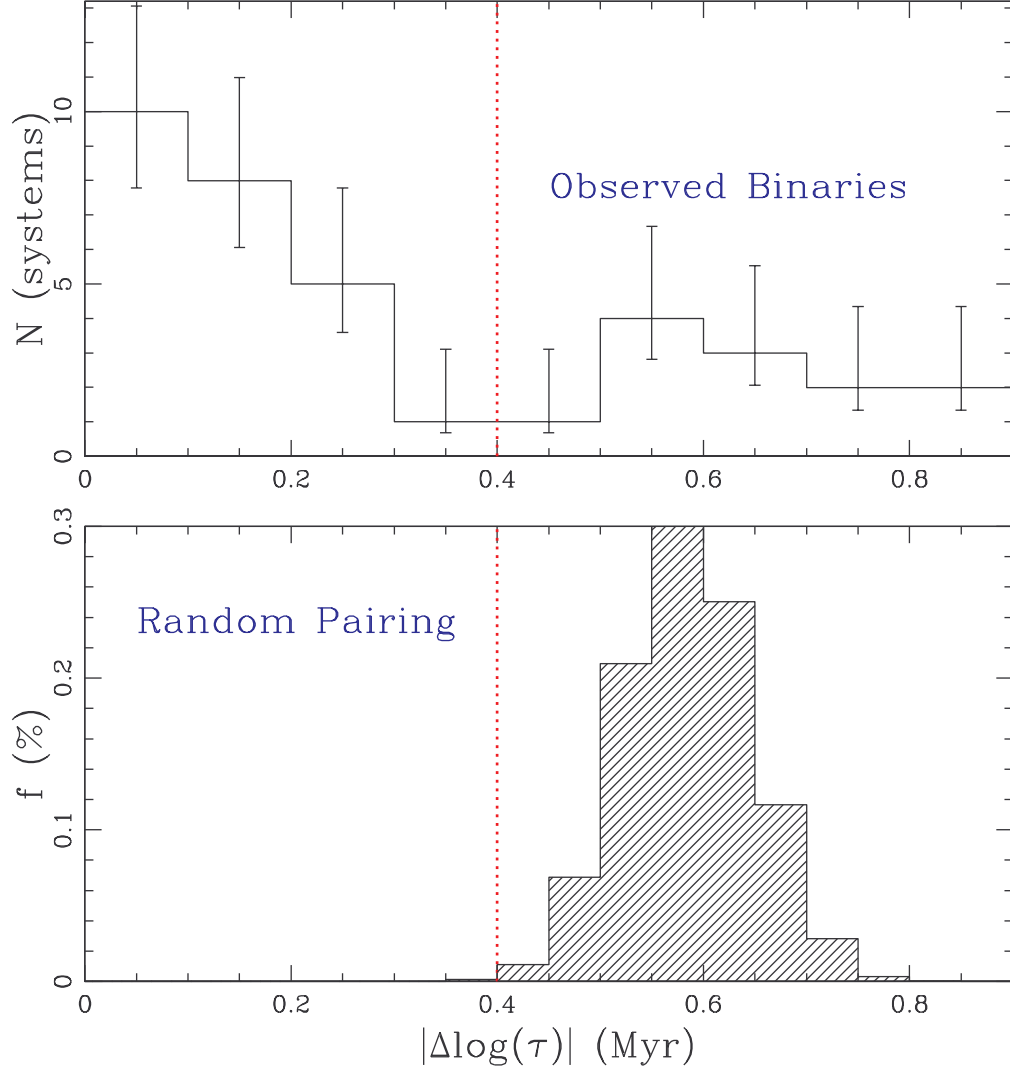 10
5
0
N (systems)
Observed Binaries
0 0.2 0.4 0.6 0.8
0.3
0.2
0.1
0
f (%)
Random Pairing
0 0.2 0.4 0.6 0.8
|Δlog(τ)| (Myr)